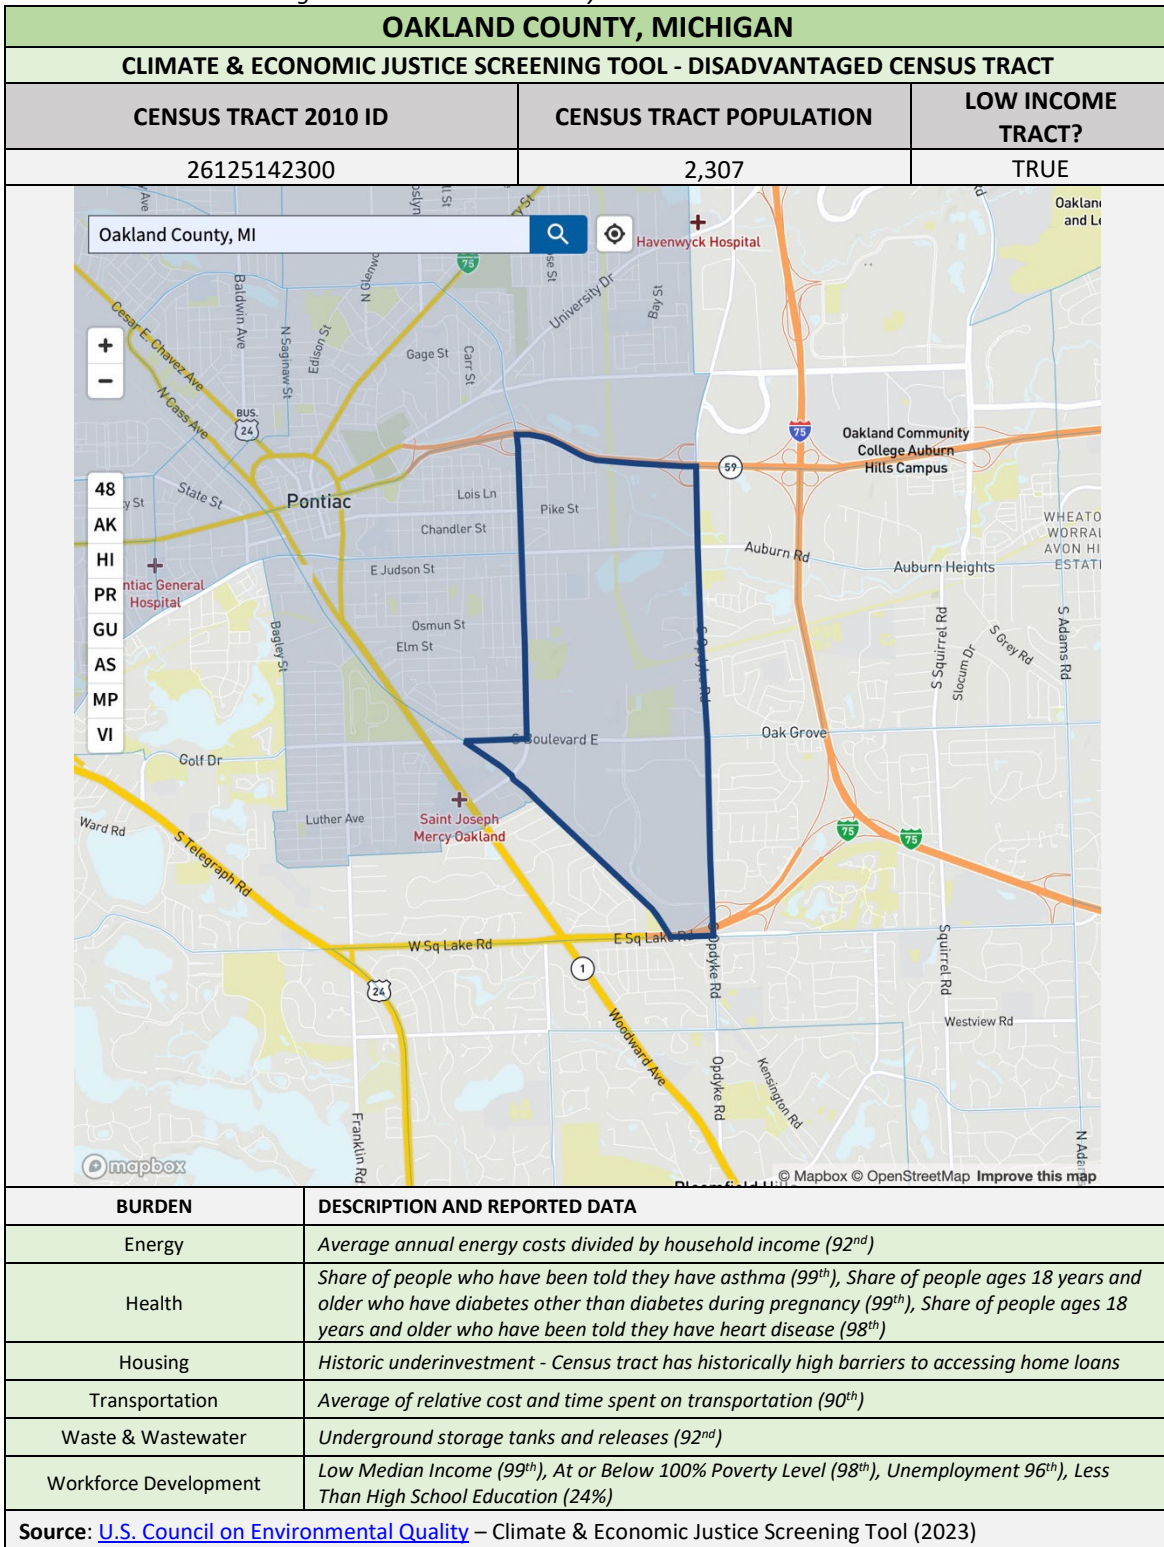 OAKLAND COUNTY, MICHIGAN
CLIMATE & ECONOMIC JUSTICE SCREENING TOOL - DISADVANTAGED CENSUS TRACT
CENSUS TRACT 2010 ID
CENSUS TRACT POPULATION
LOW INCOME
TRACT?
26125142300
2,307
TRUE
Oakland County, MI
Havenwyck Hospital
75
Baldwin Ave
N Saginaw St
Edison St
University Dr
Bay St
Cesar E. Chavez Ave
N Cass Ave
Gage St
Carr St
+
−
BUS.
24
75
Oakland Community
College Auburn
Hills Campus
59
48
AK
HI
PR
GU
AS
MP
VI
State St
Pontiac
Lois Ln
Pike St
Chandler St
E Judson St
Auburn Rd
Auburn Heights
Hospital
Osmun St
Elm St
Bagley St
S Opdyke Rd
S Squirrel Rd
Slocum Dr
S Grey Rd
S Adams Rd
S Boulevard E
Oak Grove
Golf Dr
Luther Ave
Saint Joseph
Mercy Oakland
Ward Rd
S Telegraph Rd
75
75
W Sq Lake Rd
E Sq Lake Rd
Opdyke Rd
Squirrel Rd
1
24
Westview Rd
Woodward Ave
Opdyke Rd
Kensington Rd
Franklin Rd
mapbox
© Mapbox © OpenStreetMap Improve this map
BURDEN
DESCRIPTION AND REPORTED DATA
Energy
Average annual energy costs divided by household income (92nd)
Health
Share of people who have been told they have asthma (99th), Share of people ages 18 years and
older who have diabetes other than diabetes during pregnancy (99th), Share of people ages 18
years and older who have been told they have heart disease (98th)
Housing
Historic underinvestment - Census tract has historically high barriers to accessing home loans
Transportation
Average of relative cost and time spent on transportation (90th)
Waste & Wastewater
Underground storage tanks and releases (92nd)
Workforce Development
Low Median Income (99th), At or Below 100% Poverty Level (98th), Unemployment 96th), Less
Than High School Education (24%)
Source: U.S. Council on Environmental Quality – Climate & Economic Justice Screening Tool (2023)